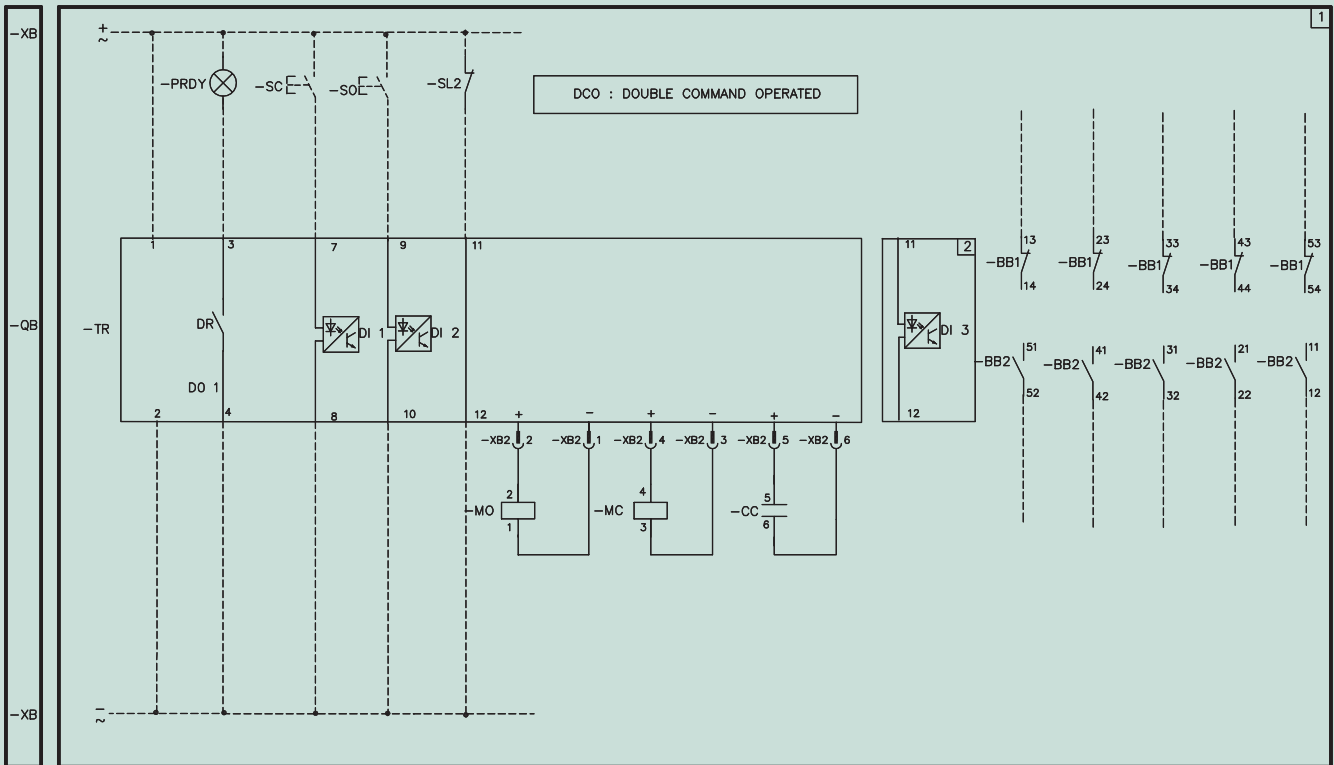 1
-XB
+
~
-PRDY
-SC
-SO
-SL2
DCO : DOUBLE COMMAND OPERATED
1
3
7
9
11
11
2
13
23
33
43
53
-BB1
-BB1
-BB1
-BB1
-BB1
14
24
34
44
54
-QB
-TR
DR
DI 1
DI 2
DI 3
51
41
31
21
11
-BB2
-BB2
-BB2
-BB2
-BB2
52
42
32
22
12
DO 1
2
4
8
10
12
+
-
+
-
+
-
12
-XB2 2
-XB2 1
-XB2 4
-XB2 3
-XB2 5
-XB2 6
2
4
5
-MO
-MC
-CC
1
3
6
-XB
-
~